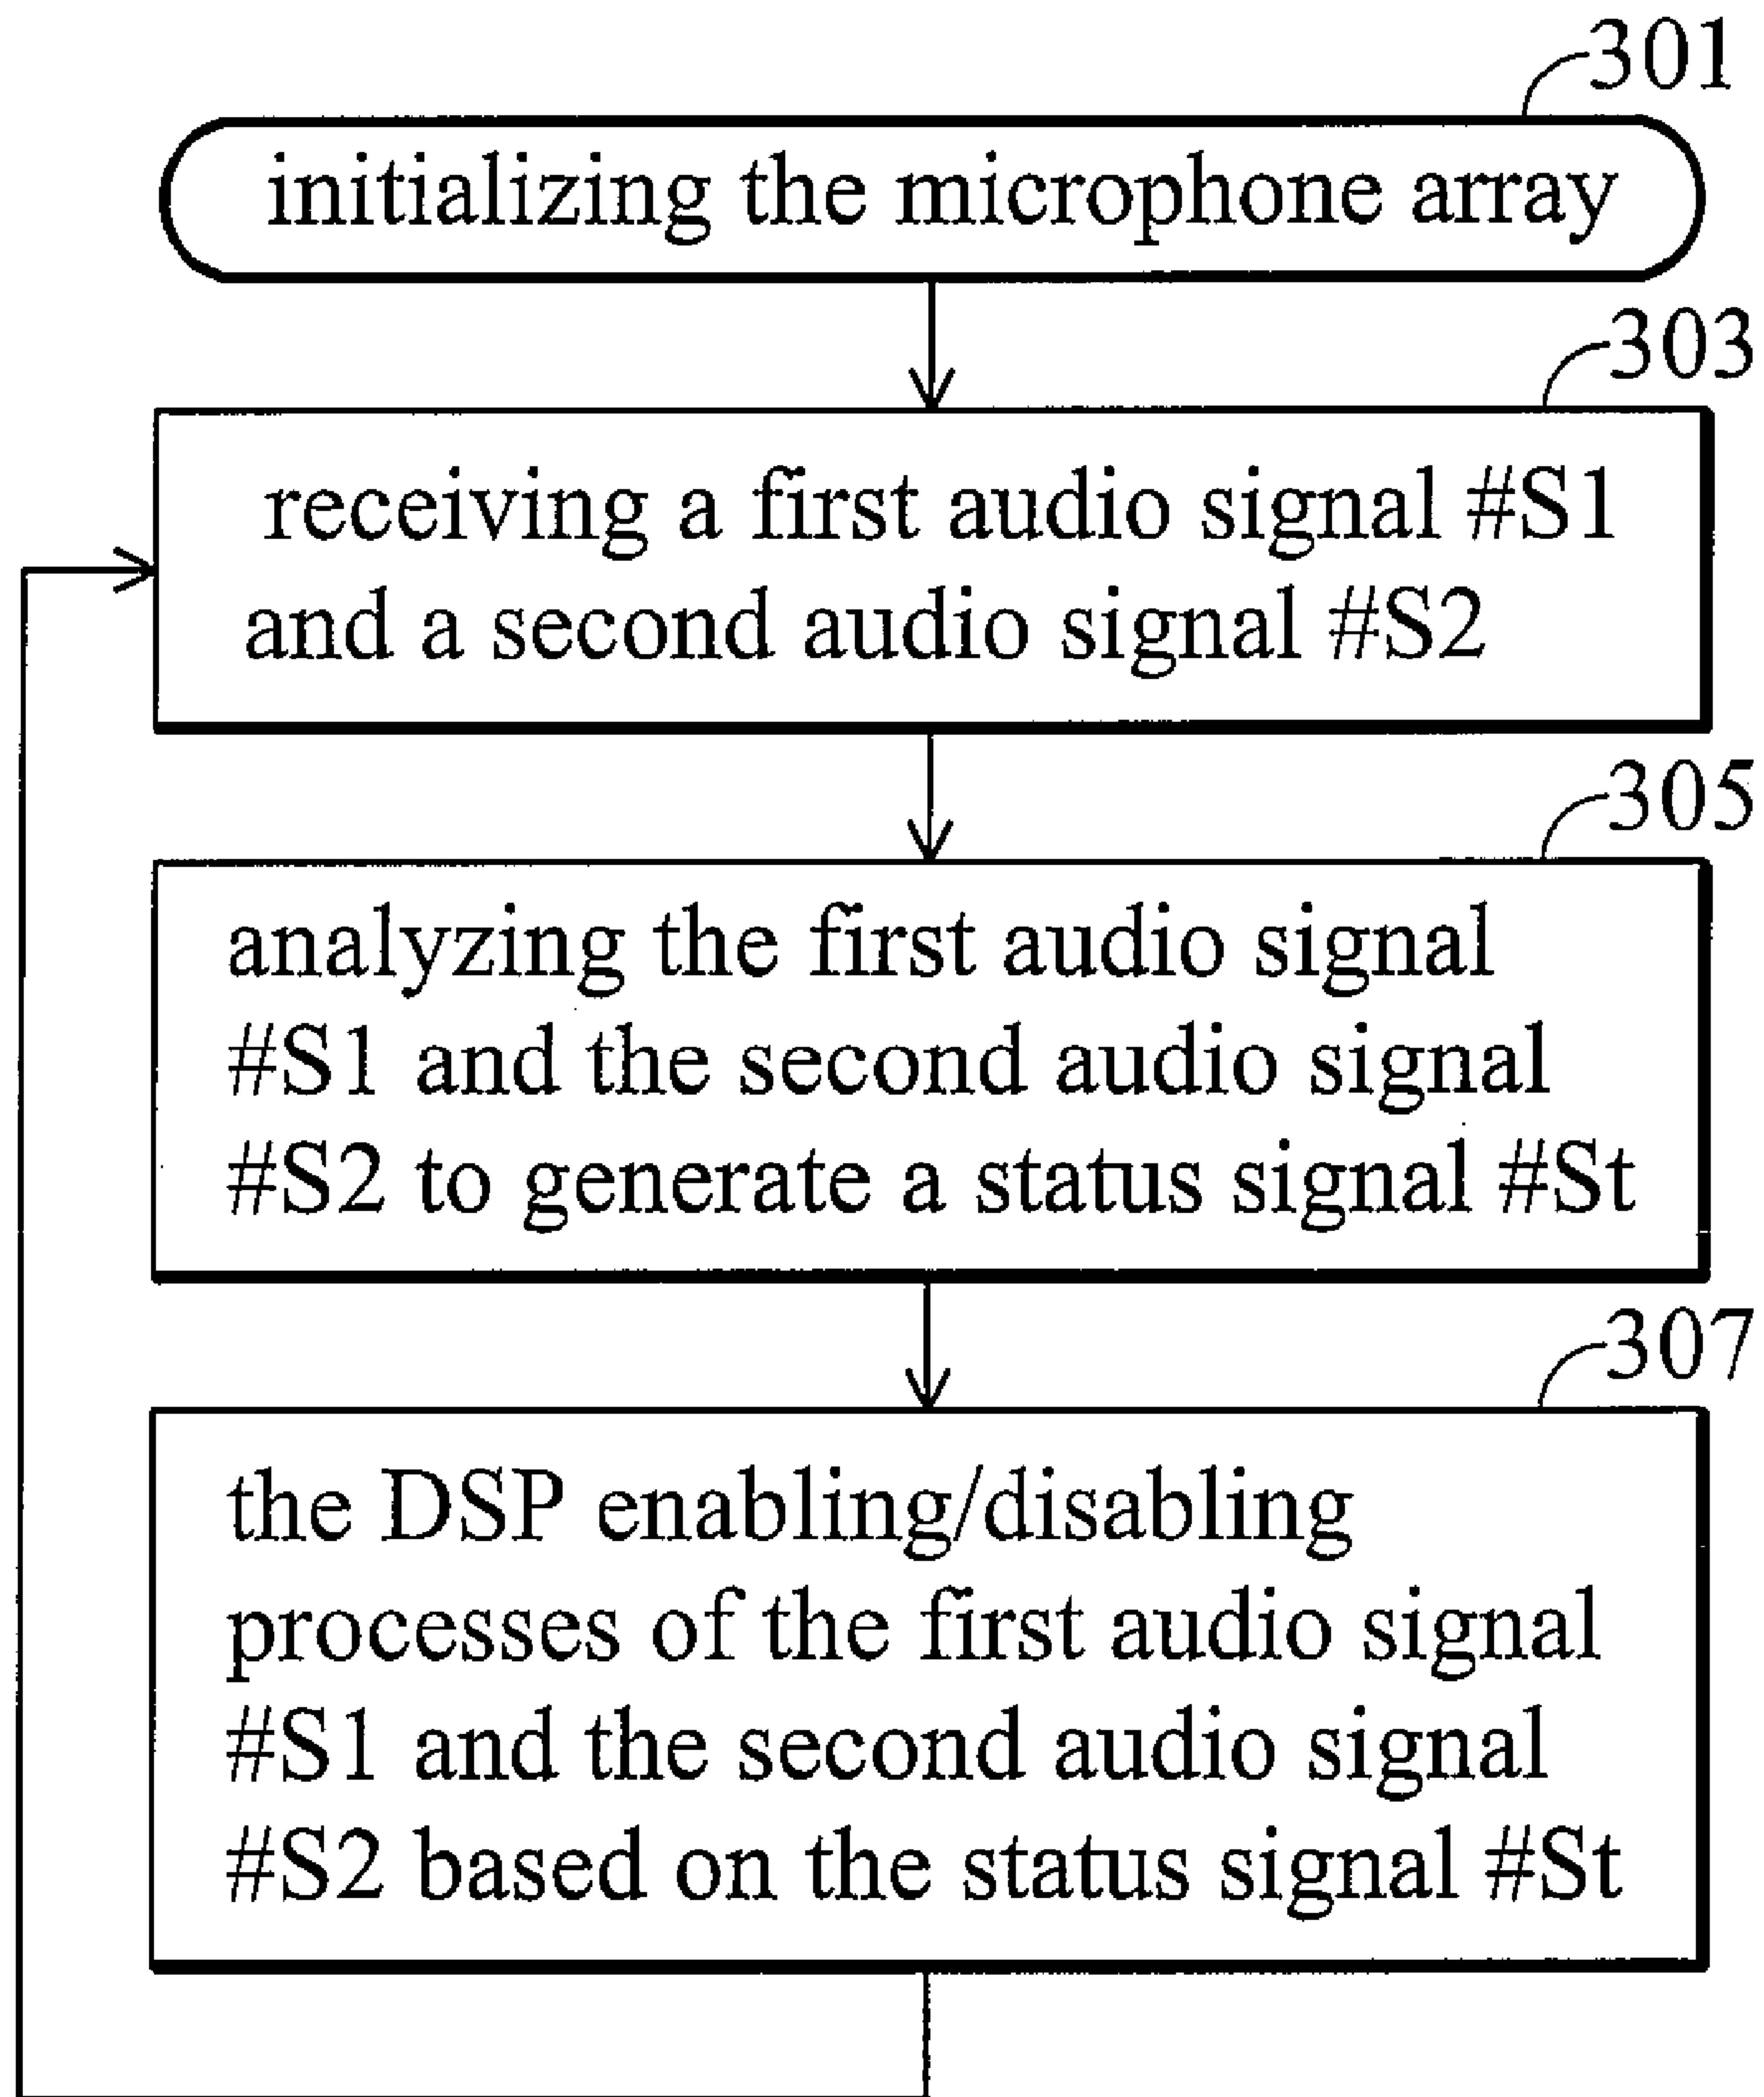 301
initializing the microphone array
303
receiving a first audio signal #S1
and a second audio signal #S2
305
analyzing the first audio signal
#S1 and the second audio signal
#S2 to generate a status signal #St
307
the DSP enabling/disabling
processes of the first audio signal
#S1 and the second audio signal
#S2 based on the status signal #St